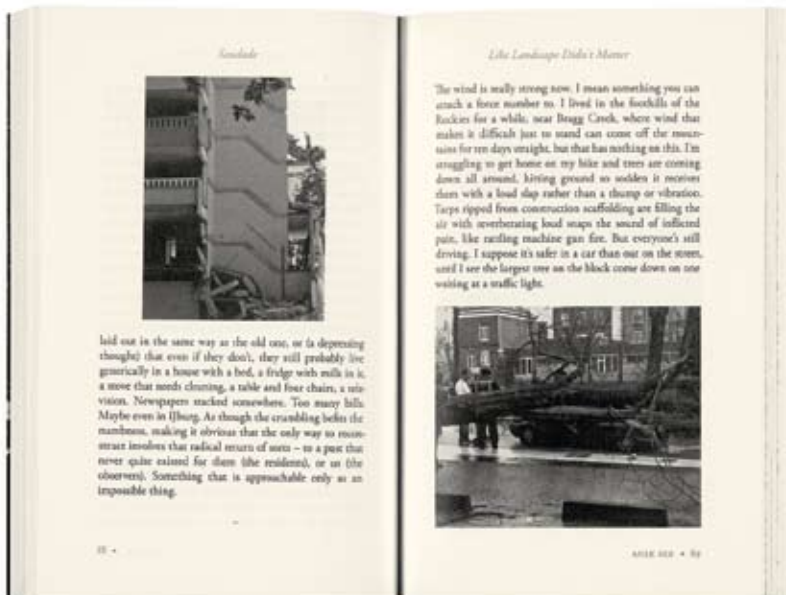 Saudade
laid out in the same way as the old one, or (a depressing
thought) that even if they don't, they still probably live
generically in a house with a bed, a fridge with milk in it,
a stove that needs cleaning, a table and four chairs, a tele-
vision. Newspapers stacked somewhere. Too many bills.
Maybe even in IJburg. As though the crumbling befits the
numbness, making it obvious that the only way to recon-
struct involves that radical return of sorts – to a past that
never quite existed for them (the residents), or us (the
observers). Something that is approachable only as an
impossible thing.
Like Landscape Didn't Matter
The wind is really strong now. I mean something you can
attach a force number to. I lived in the foothills of the
Rockies for a while, near Bragg Creek, where wind that
makes it difficult just to stand can come off the moun-
tains for ten days straight, but that has nothing on this. I'm
struggling to get home on my bike and trees are coming
down all around, hitting ground so sodden it receives
them with a loud slap rather than a thump or vibration.
Tarps ripped from construction scaffolding are filling the
air with reverberating loud snaps the sound of inflicted
pain, like rattling machine gun fire. But everyone's still
driving. I suppose it's safer in a car than out on the street,
until I see the largest tree on the block come down on one
waiting at a traffic light.